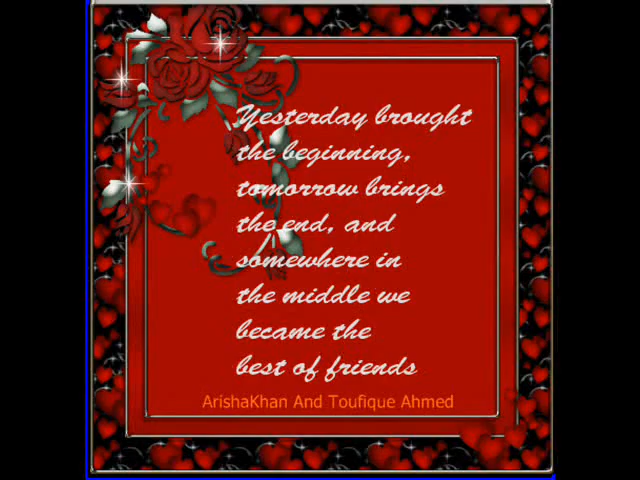 Yesterday brought
the beginning,
tomorrow brings
the end, and
somewhere in
the middle we
became the
best of friends
ArishaKhan And Toufique Ahmed